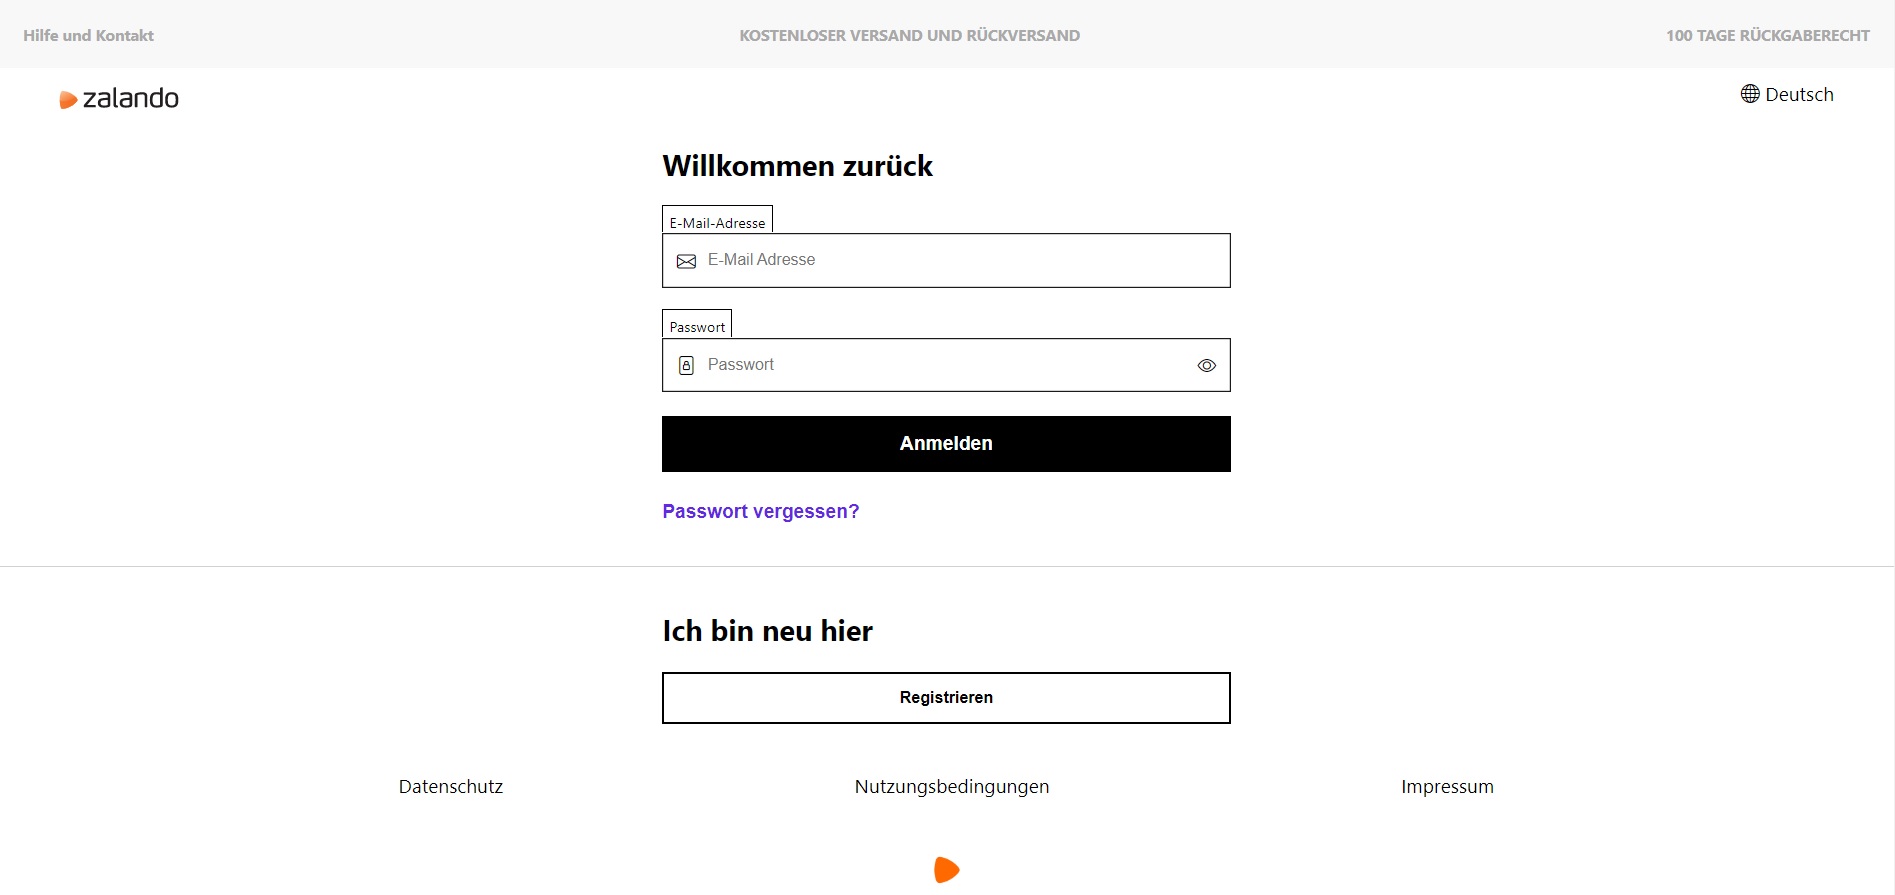 Hilfe und Kontakt
KOSTENLOSER VERSAND UND RÜCKVERSAND
100 TAGE RÜCKGABERECHT
zalando
Deutsch
Willkommen zurück
E-Mail-Adresse
E-Mail Adresse
Passwort
Passwort
Anmelden
Passwort vergessen?
Ich bin neu hier
Registrieren
Datenschutz
Nutzungsbedingungen
Impressum